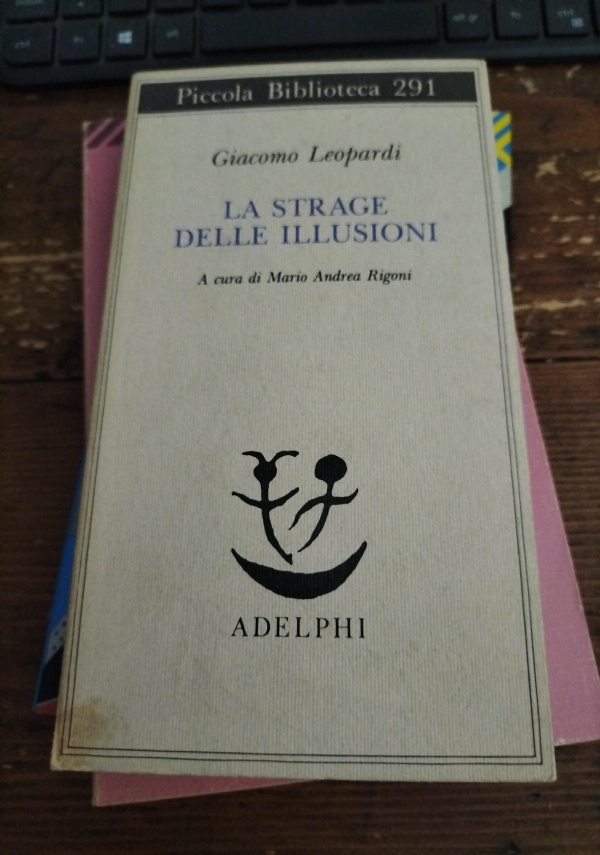 Piccola Biblioteca 291
Giacomo Leopardi
LA STRAGE
DELLE ILLUSIONI
A cura di Mario Andrea Rigoni
ADELPHI